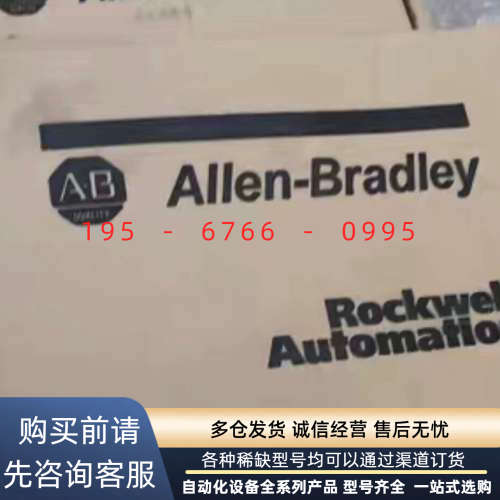 Allen-Bradley
AB
QUALITY
195 - 6766 - 0995
Rockwell
Automation
购买前请
先咨询客服
多仓发货 诚信经营 售后无忧
各种稀缺型号均可以通过渠道订货
自动化设备全系列产品 型号齐全 一站式选购